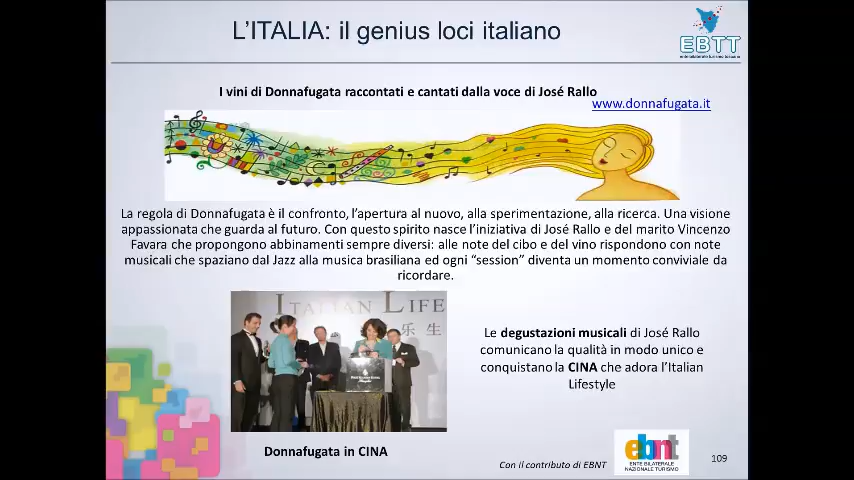 L'ITALIA: il genius loci italiano
EBTT
I vini di Donnafugata raccontati e cantati dalla voce di José Rallo
www.donnafugata.it
La regola di Donnafugata è il confronto, l'apertura al nuovo, alla sperimentazione, alla ricerca. Una visione
appassionata che guarda al futuro. Con questo spirito nasce l'iniziativa di José Rallo e del marito Vincenzo
Favara che propongono abbinamenti sempre diversi: alle note del cibo e del vino rispondono con note
musicali che spaziano dal Jazz alla musica brasiliana ed ogni “session” diventa un momento conviviale da
ricordare.
ITALIAN LIFE
乐生
Le degustazioni musicali di José Rallo
comunicano la qualità in modo unico e
conquistano la CINA che adora l'Italian
Lifestyle
Donnafugata in CINA
Con il contributo di EBNT
ebnt
ENTE BILATERALE
NAZIONALE TURISMO
109